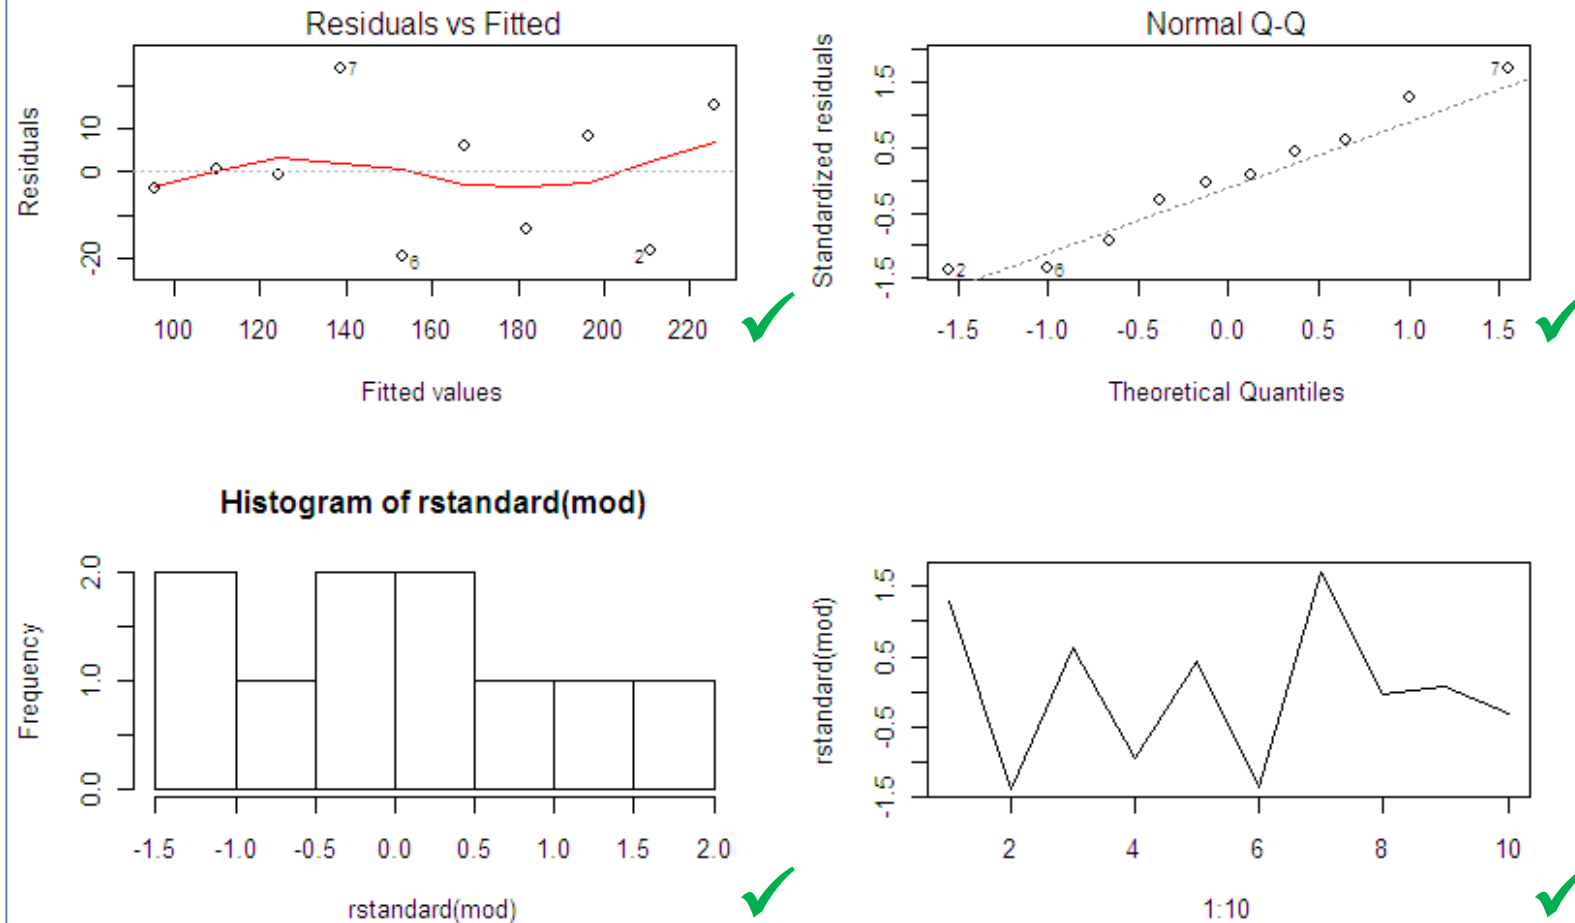 Residuals vs Fitted
Residuals
10
0
-20
7
6
2
100 120 140 160 180 200 220
Fitted values
Normal Q-Q
Standardized residuals
1.5
0.5
-0.5
-1.5
7
2
6
-1.5 -1.0 -0.5 0.0 0.5 1.0 1.5
Theoretical Quantiles
Histogram of rstandard(mod)
Frequency
2.0
1.0
0.0
-1.5 -1.0 -0.5 0.0 0.5 1.0 1.5 2.0
rstandard(mod)
rstandard(mod)
1.5
0.5
-0.5
-1.5
2 4 6 8 10
1:10